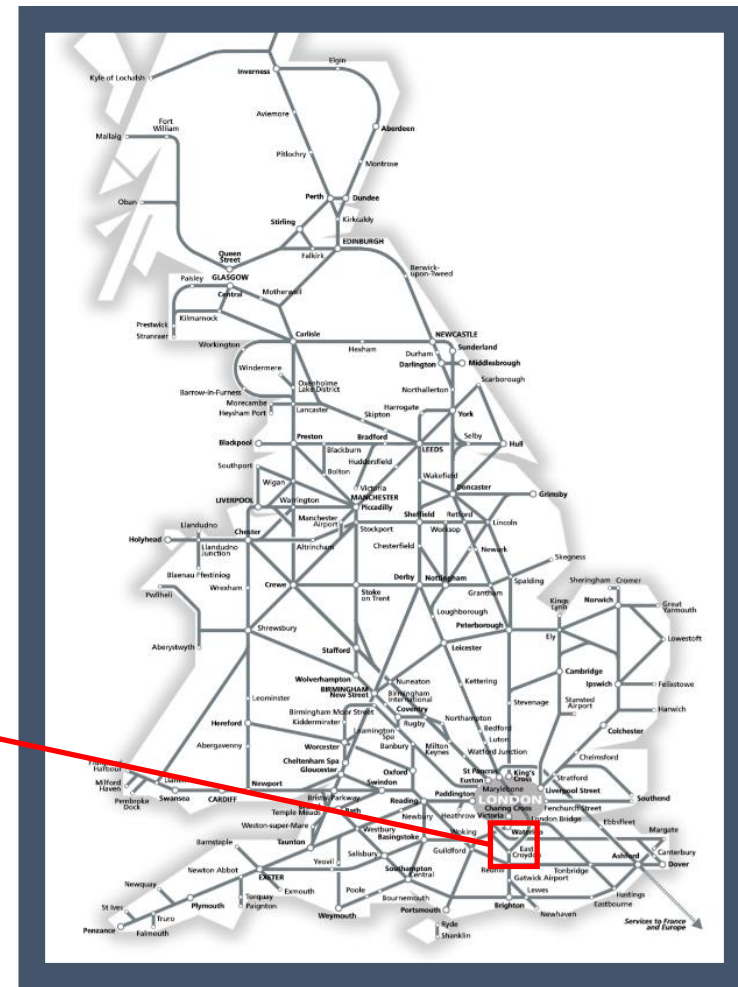 Elgin
Kyle of Lochalsh
Inverness
Aviemore
Fort
William
Aberdeen
Mallaig
Pitlochry
Montrose
Perth
Dundee
Oban
Stirling
Kirkcaldy
Queen
Street
EDINBURGH
Falkirk
Berwick-
upon-Tweed
Paisley
GLASGOW
Central
Motherwell
Kilmarnock
Prestwick
Stranraer
Carlisle
NEWCASTLE
Workington
Hexham
Sunderland
Durham
Darlington
Middlesbrough
Windermere
Oxenholme
Lake District
Scarborough
Barrow-in-Furness
Northallerton
Morecambe
Heysham Port
Lancaster
Harrogate
York
Skipton
Blackpool
Preston
Bradford
Selby
Hull
Blackburn
LEEDS
Southport
Huddersfield
Bolton
Wakefield
Wigan
Victoria
Doncaster
LIVERPOOL
Warrington
MANCHESTER
Piccadilly
Grimsby
Manchester
Airport
Sheffield
Retford
Llandudno
Stockport
Worksop
Lincoln
Holyhead
Chester
Llandudno
Junction
Altrincham
Chesterfield
Newark
Skegness
Blaenau Ffestiniog
Wrexham
Crewe
Derby
Nottingham
Spalding
Sheringham
Cromer
Pwllheli
Stoke
on Trent
Grantham
Kings
Lynn
Norwich
Great
Yarmouth
Loughborough
Shrewsbury
Peterborough
Ely
Aberystwyth
Stafford
Leicester
Lowestoft
Wolverhampton
Cambridge
BIRMINGHAM
New Street
Nuneaton
Kettering
Ipswich
Felixstowe
Birmingham
International
Leominster
Birmingham Moor Street
Coventry
Stevenage
Stansted
Airport
Harwich
Hereford
Kidderminster
Rugby
Northampton
Leamington
Spa
Bedford
Colchester
Abergavenny
Worcester
Banbury
Milton
Keynes
Luton
Watford Junction
Cheltenham Spa
Gloucester
Chelmsford
Oxford
St Pancras
Euston
King's
Cross
Stratford
Harbour
Milford
Haven
Newport
Swindon
Marylebone
Liverpool Street
Pembroke
Dock
Swansea
CARDIFF
Parkway
Reading
Paddington
LONDON
Southend
Temple Meads
Bath
Charing Cross
Fenchurch Street
Newbury
Heathrow
Victoria
London Bridge
Ebbsfleet
Weston-super-Mare
Westbury
Basingstoke
Woking
Waterloo
Margate
Barnstaple
Taunton
Salisbury
Guildford
East
Croydon
Canterbury
Newton Abbot
Yeovil
Ashford
Dover
EXETER
Southampton
Central
Tonbridge
Gatwick Airport
Newquay
Exmouth
Poole
Lewes
Hastings
St Ives
Plymouth
Torquay
Paignton
Bournemouth
Eastbourne
Truro
Weymouth
Portsmouth
Brighton
Newhaven
Penzance
Falmouth
Ryde
Shanklin
Services to France
and Europe